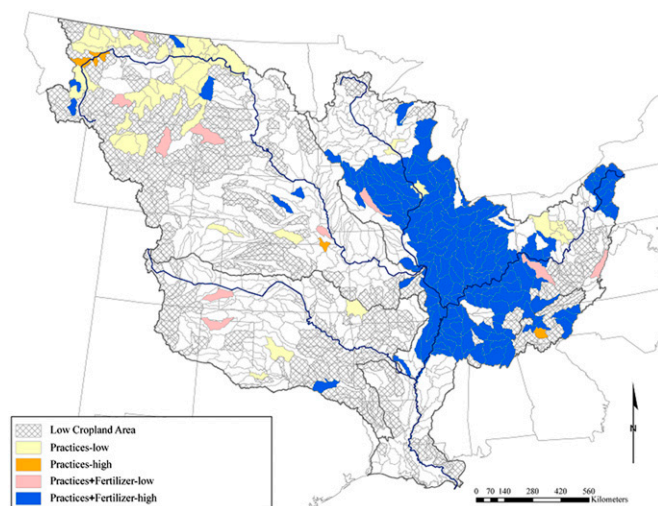 Low Cropland Area
Practices-low
Practices-high
Practices+Fertilizer-low
Practices+Fertilizer-high
N
0 70 140 280 420 560
Kilometers